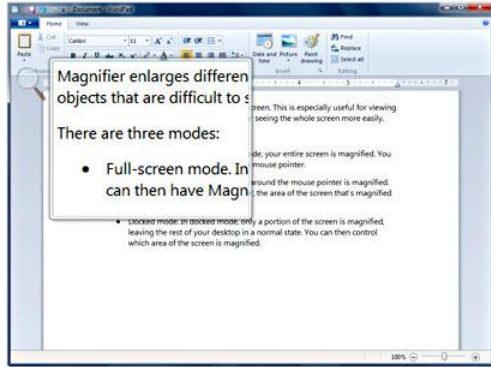 Document - WordPad
Home View
Cut
Copy
Paste
Calibri 11
Date and time
Picture
Paint drawing
Insert
Find
Replace
Select all
Editing
Magnifier enlarges differen
objects that are difficult to s
There are three modes:
• Full-screen mode. In
can then have Magn
reen. This is especially useful for viewing
seeing the whole screen more easily.
de, your entire screen is magnified. You
mouse pointer.
around the mouse pointer is magnified.
, the area of the screen that's magnified
• Docked mode. In docked mode, only a portion of the screen is magnified,
leaving the rest of your desktop in a normal state. You can then control
which area of the screen is magnified.
100%